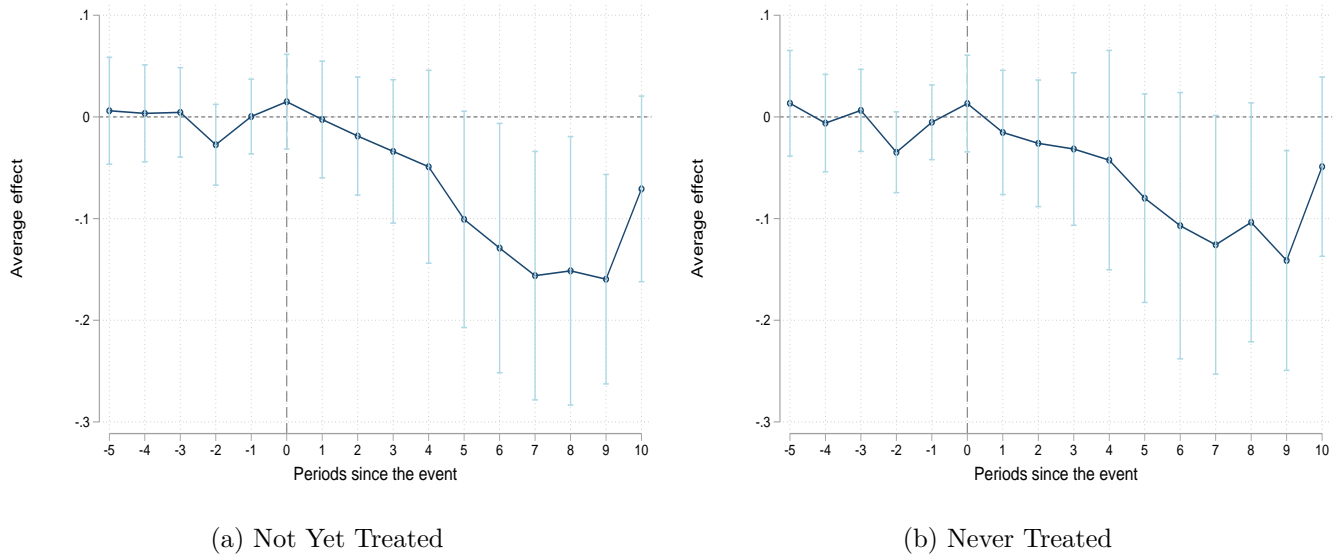 .1
0
-.1
-.2
-.3
Average effect
-5 -4 -3 -2 -1 0 1 2 3 4 5 6 7 8 9 10
Periods since the event
(a) Not Yet Treated
.1
0
-.1
-.2
-.3
Average effect
-5 -4 -3 -2 -1 0 1 2 3 4 5 6 7 8 9 10
Periods since the event
(b) Never Treated